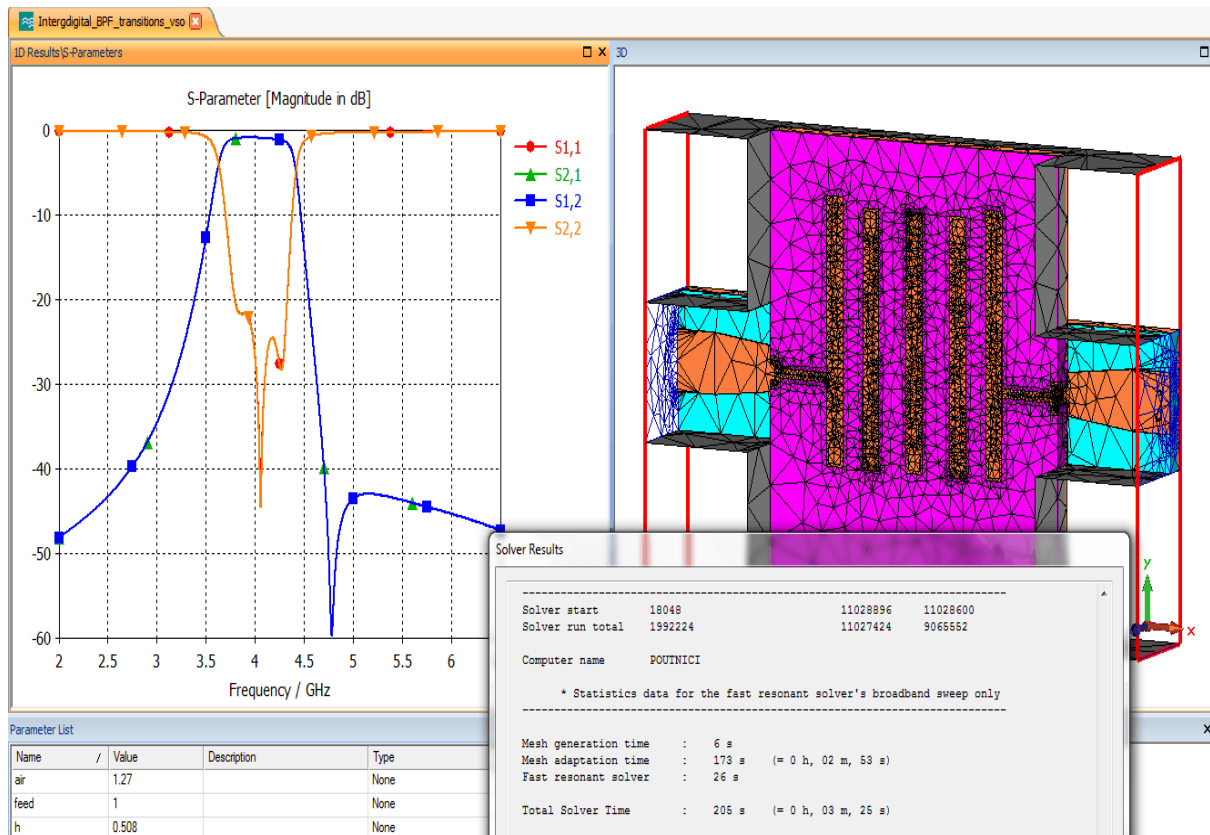 Intergdigital_BPF_transitions_vso
1D Results\S-Parameters
3D
S-Parameter [Magnitude in dB]
0
-10
-20
-30
-40
-50
-60
2 2.5 3 3.5 4 4.5 5 5.5 6
Frequency / GHz
S1,1
S2,1
S1,2
S2,2
y
x
Solver Results
Solver start 18048 11028896 11028600
Solver run total 1992224 11027424 9065552
Computer name POUTNICI
* Statistics data for the fast resonant solver's broadband sweep only
Mesh generation time : 6 s
Mesh adaptation time : 173 s (= 0 h, 02 m, 53 s)
Fast resonant solver : 26 s
Total Solver Time : 205 s (= 0 h, 03 m, 25 s)
Parameter List
Name / Value Description Type
air 1.27 None
feed 1 None
h 0.508 None